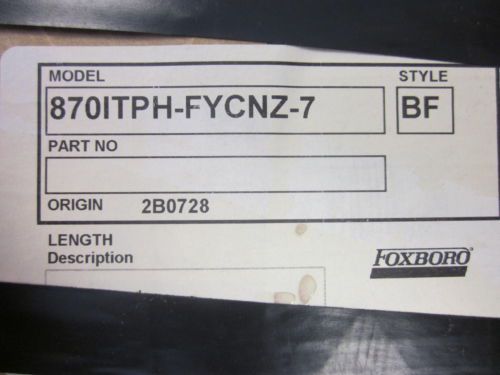 MODEL
STYLE
870ITPH-FYCNZ-7
BF
PART NO
ORIGIN 2B0728
LENGTH
Description
FOXBORO